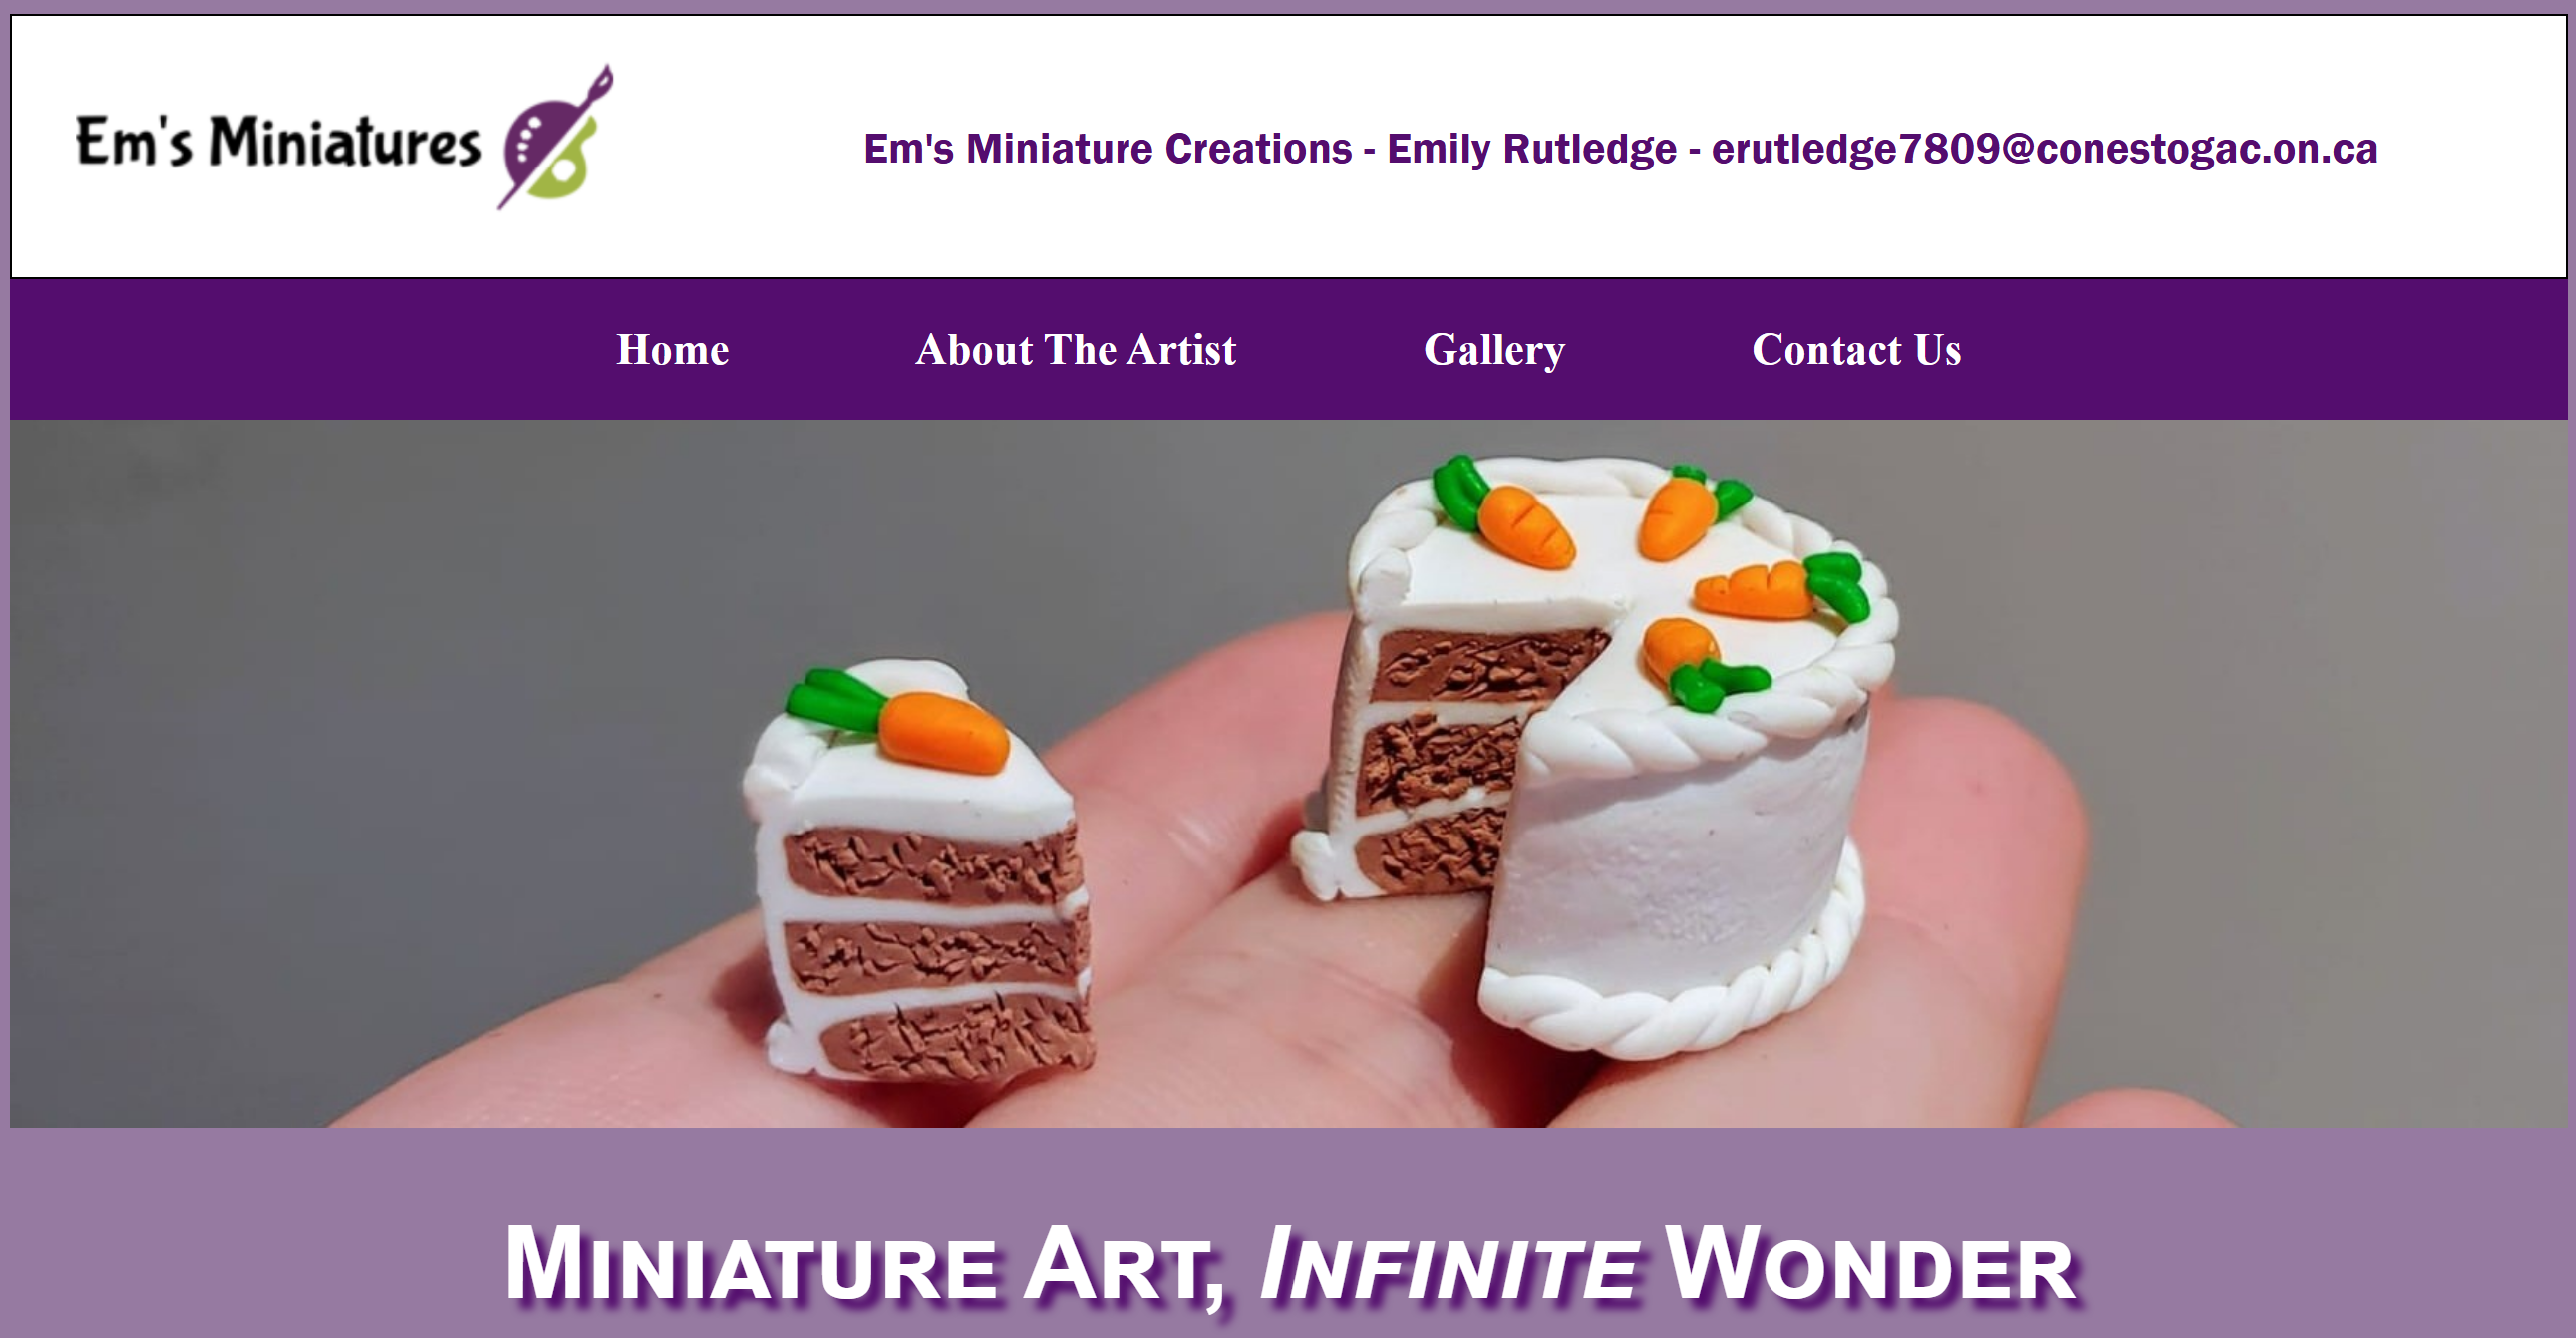 Em's Miniatures
Em's Miniature Creations - Emily Rutledge - erutledge7809@conestogac.on.ca
Home About The Artist Gallery Contact Us
Miniature Art, Infinite Wonder